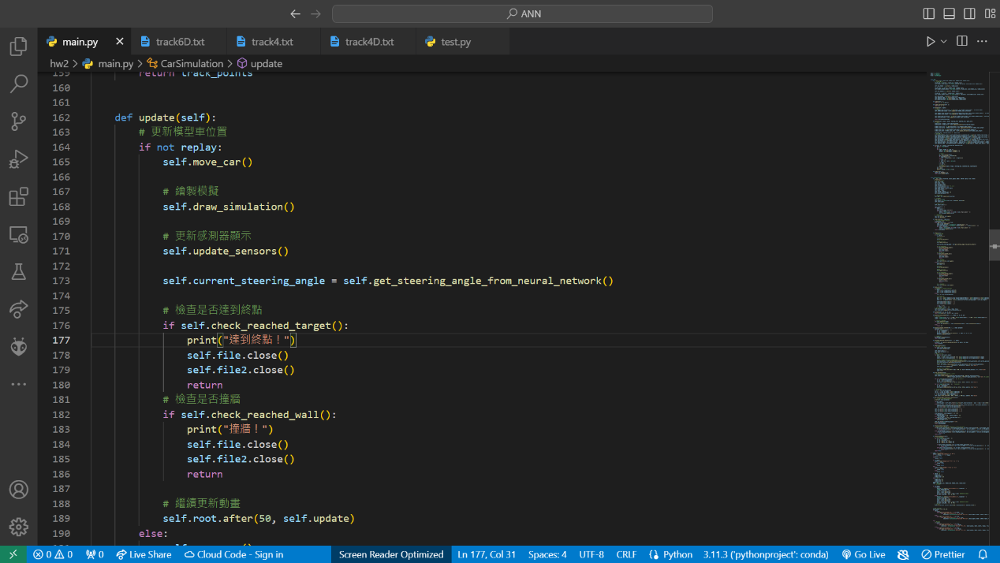 ANN
main.py
track6D.txt
track4.txt
track4D.txt
test.py
hw2 > main.py > CarSimulation > update
159 return track_points
160
161
162 def update(self):
163 # 更新模型車位置
164 if not replay:
165 self.move_car()
166
167 # 繪製模擬
168 self.draw_simulation()
169
170 # 更新感測器顯示
171 self.update_sensors()
172
173 self.current_steering_angle = self.get_steering_angle_from_neural_network()
174
175 # 檢查是否達到終點
176 if self.check_reached_target():
177 print("達到終點！")
178 self.file.close()
179 self.file2.close()
180 return
181 # 檢查是否撞牆
182 if self.check_reached_wall():
183 print("撞牆！")
184 self.file.close()
185 self.file2.close()
186 return
187
188 # 繼續更新動畫
189 self.root.after(50, self.update)
190 else:
0 0 0 Live Share Cloud Code - Sign in Screen Reader Optimized Ln 177, Col 31 Spaces: 4 UTF-8 CRLF Python 3.11.3 ('pythonproject': conda) Go Live Prettier